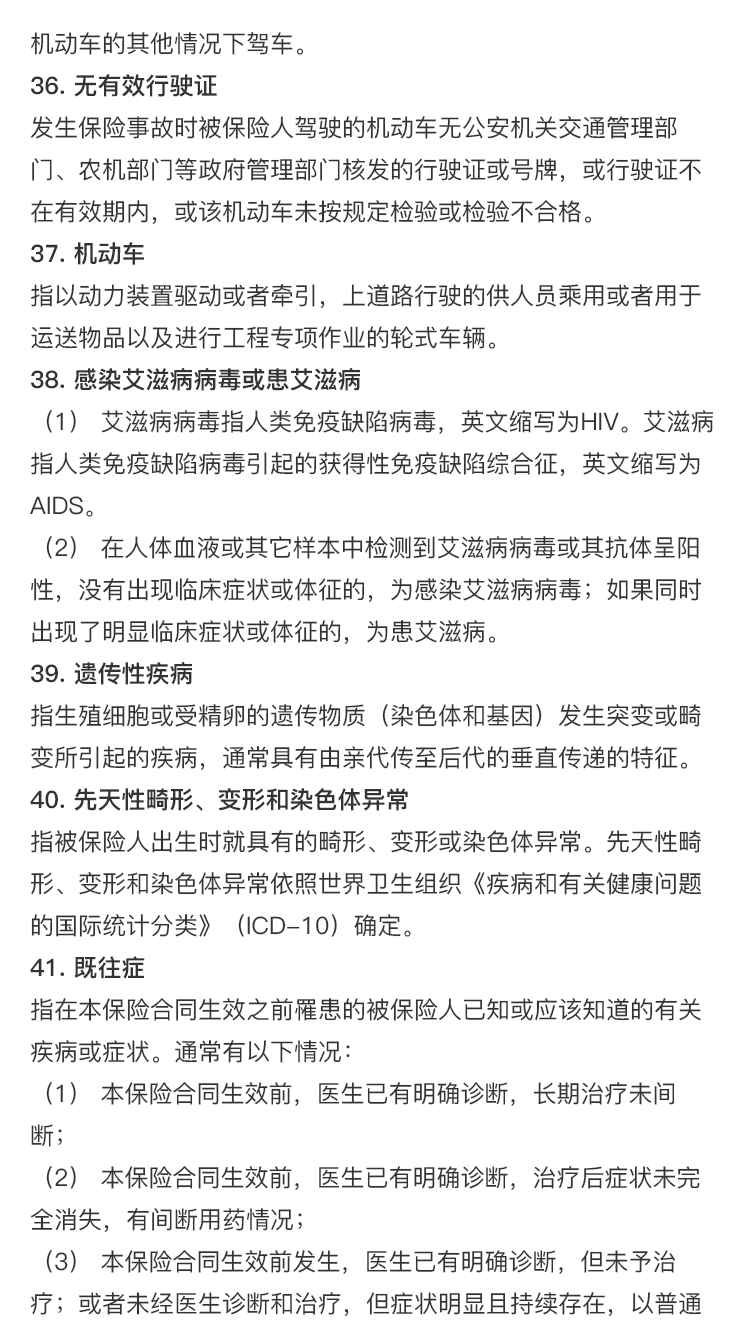 机动车的其他情况下驾车。
36. 无有效行驶证
发生保险事故时被保险人驾驶的机动车无公安机关交通管理部
门、农机部门等政府管理部门核发的行驶证或号牌，或行驶证不
在有效期内，或该机动车未按规定检验或检验不合格。
37. 机动车
指以动力装置驱动或者牵引，上道路行驶的供人员乘用或者用于
运送物品以及进行工程专项作业的轮式车辆。
38. 感染艾滋病病毒或患艾滋病
（1） 艾滋病病毒指人类免疫缺陷病毒，英文缩写为HIV。艾滋病
指人类免疫缺陷病毒引起的获得性免疫缺陷综合征，英文缩写为
AIDS。
（2） 在人体血液或其它样本中检测到艾滋病病毒或其抗体呈阳
性，没有出现临床症状或体征的，为感染艾滋病病毒；如果同时
出现了明显临床症状或体征的，为患艾滋病。
39. 遗传性疾病
指生殖细胞或受精卵的遗传物质（染色体和基因）发生突变或畸
变所引起的疾病，通常具有由亲代传至后代的垂直传递的特征。
40. 先天性畸形、变形和染色体异常
指被保险人出生时就具有的畸形、变形或染色体异常。先天性畸
形、变形和染色体异常依照世界卫生组织《疾病和有关健康问题
的国际统计分类》（ICD-10）确定。
41. 既往症
指在本保险合同生效之前罹患的被保险人已知或应该知道的有关
疾病或症状。通常有以下情况：
（1） 本保险合同生效前，医生已有明确诊断，长期治疗未间
断；
（2） 本保险合同生效前，医生已有明确诊断，治疗后症状未完
全消失，有间断用药情况；
（3） 本保险合同生效前发生，医生已有明确诊断，但未予治
疗；或者未经医生诊断和治疗，但症状明显且持续存在，以普通